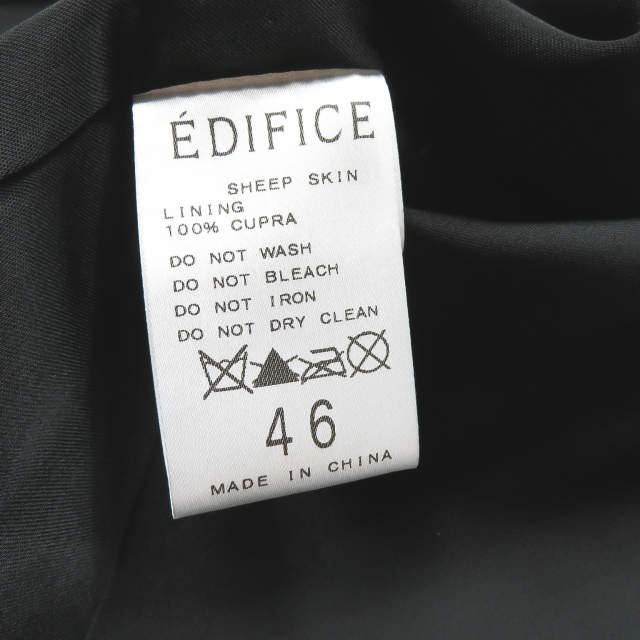 ÉDIFICE
SHEEP SKIN
LINING
100% CUPRA
DO NOT WASH
DO NOT BLEACH
DO NOT IRON
DO NOT DRY CLEAN
46
MADE IN CHINA